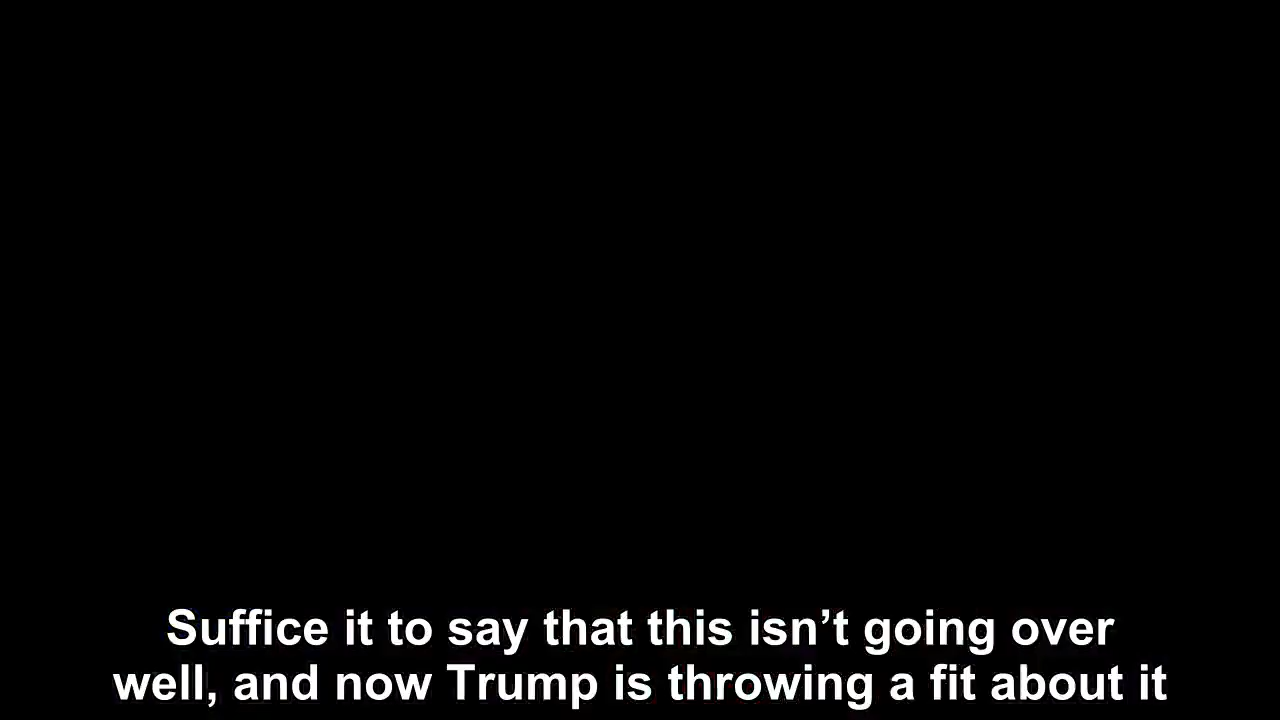 Suffice it to say that this isn’t going over
well, and now Trump is throwing a fit about it